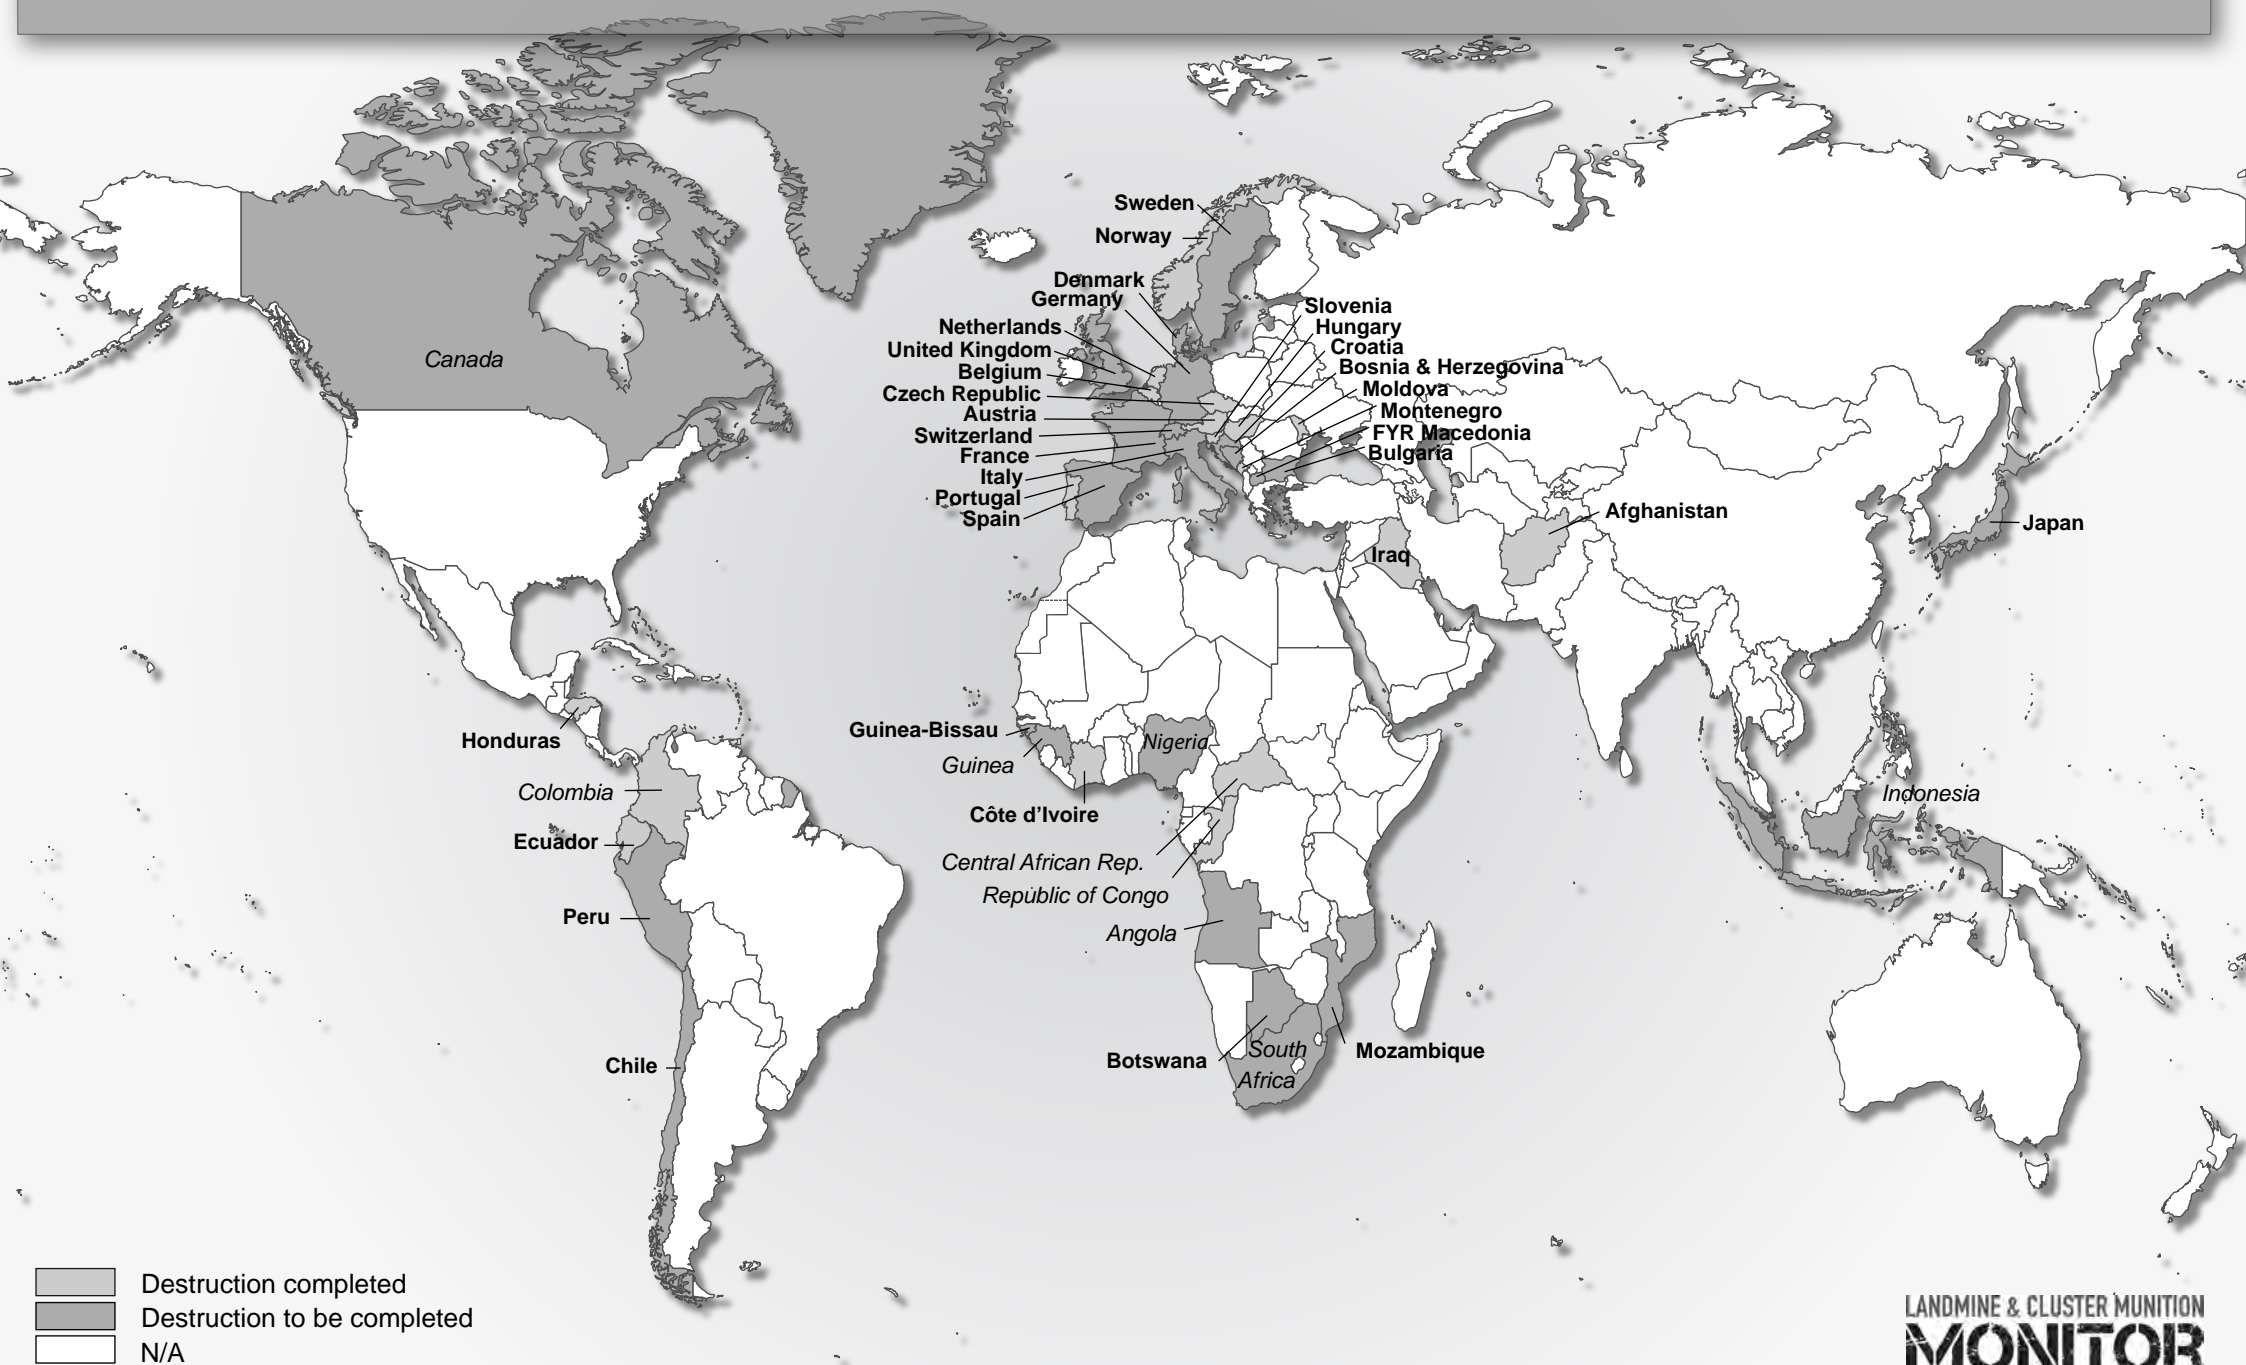 Sweden
Norway
Denmark
Germany
Netherlands
United Kingdom
Belgium
Czech Republic
Austria
Switzerland
France
Italy
Portugal
Spain
Slovenia
Hungary
Croatia
Bosnia & Herzegovina
Moldova
Montenegro
FYR Macedonia
Bulgaria
Canada
Afghanistan
Japan
Iraq
Honduras
Colombia
Ecuador
Peru
Chile
Guinea-Bissau
Guinea
Nigeria
Côte d’Ivoire
Central African Rep.
Republic of Congo
Angola
Botswana
South
Africa
Mozambique
Indonesia
Destruction completed
Destruction to be completed
N/A
LANDMINE & CLUSTER MUNITION
MONITOR